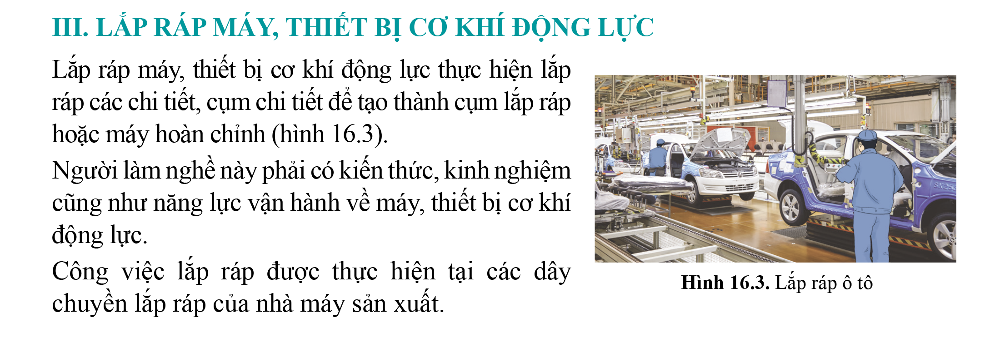 III. LẮP RÁP MÁY, THIẾT BỊ CƠ KHÍ ĐỘNG LỰC
Lắp ráp máy, thiết bị cơ khí động lực thực hiện lắp
ráp các chi tiết, cụm chi tiết để tạo thành cụm lắp ráp
hoặc máy hoàn chỉnh (hình 16.3).
Người làm nghề này phải có kiến thức, kinh nghiệm
cũng như năng lực vận hành về máy, thiết bị cơ khí
động lực.
Công việc lắp ráp được thực hiện tại các dây
chuyền lắp ráp của nhà máy sản xuất.
Hình 16.3. Lắp ráp ô tô